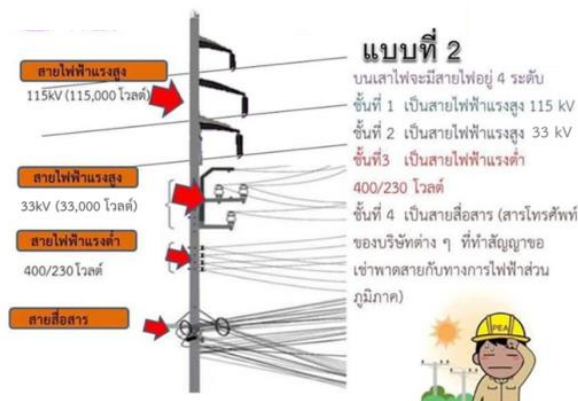 แบบที่ 2
บนเสาไฟจะมีสายไฟอยู่ 4 ระดับ
ชั้นที่ 1 เป็นสายไฟฟ้าแรงสูง 115 kV
ชั้นที่ 2 เป็นสายไฟฟ้าแรงสูง 33 kV
ชั้นที่3 เป็นสายไฟฟ้าแรงต่ำ
400/230 โวลต์
ชั้นที่ 4 เป็นสายสื่อสาร (สารโทรศัพท์
ของบริษัทต่าง ๆ ที่ทำสัญญาขอ
เช่าพาดสายกับทางการไฟฟ้าส่วน
ภูมิภาค)
สายไฟฟ้าแรงสูง
115kV (115,000 โวลต์)
สายไฟฟ้าแรงสูง
33kV (33,000 โวลต์)
สายไฟฟ้าแรงต่ำ
400/230 โวลต์
สายสื่อสาร
PEA